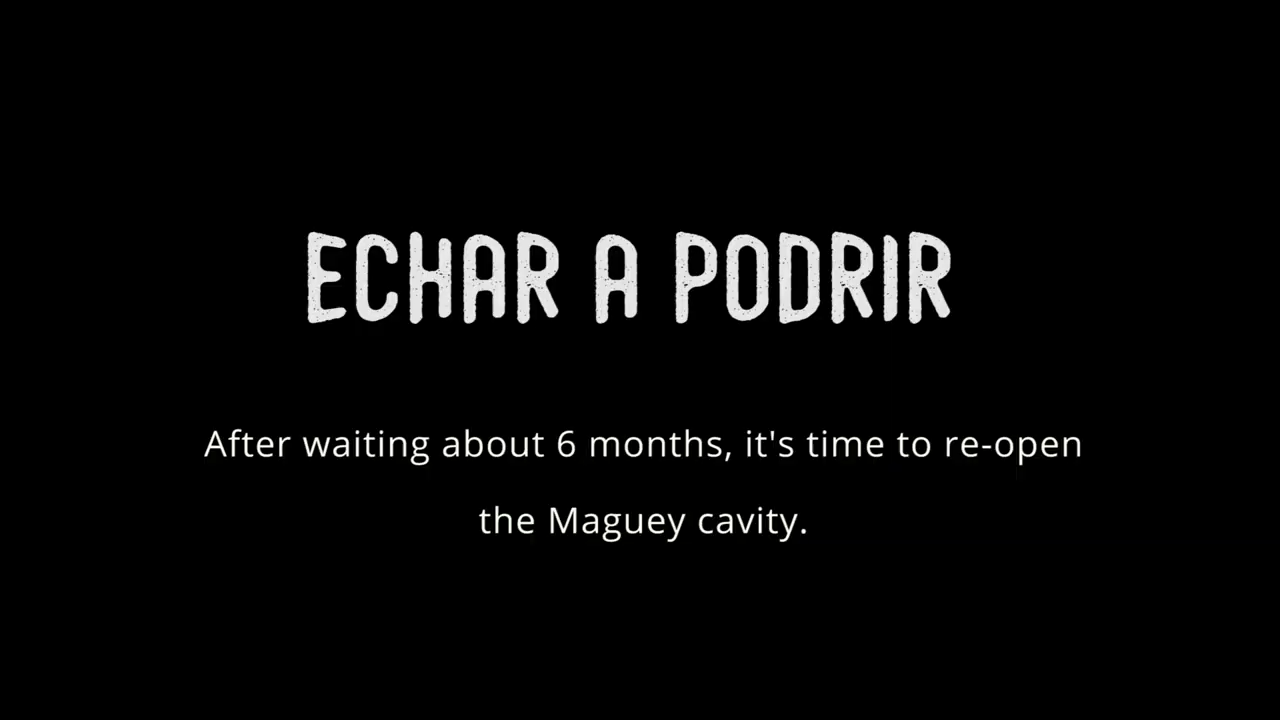 ECHAR A PODRIR
After waiting about 6 months, it's time to re-open
the Maguey cavity.